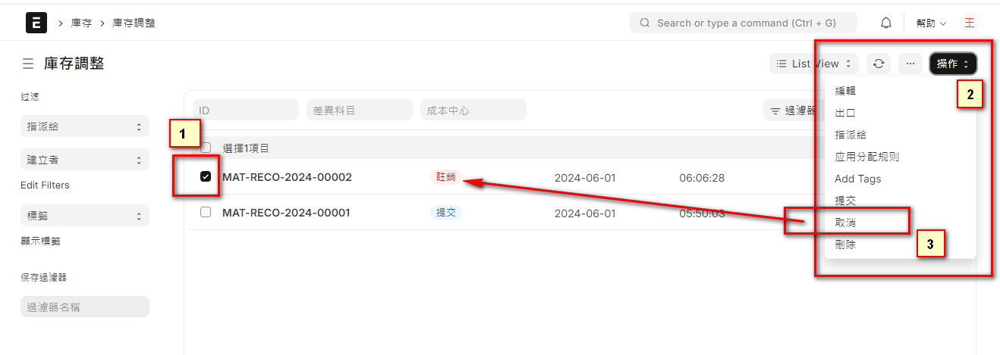 E > 庫存 > 庫存調整
Search or type a command (Ctrl + G)
幫助
王
庫存調整
List View
...
操作
过滤
指派給
建立者
Edit Filters
標籤
顯示標籤
保存過濾器
過濾器名稱
ID
差異科目
成本中心
過濾器
選擇1項目
1
MAT-RECO-2024-00002 註銷 2024-06-01 06:06:28
MAT-RECO-2024-00001 提交 2024-06-01 05:50:03
2
編輯
出口
指派給
应用分配规则
Add Tags
提交
取消
刪除
3